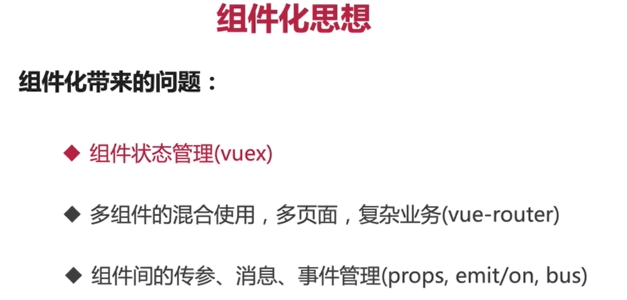 组件化思想
组件化带来的问题：
组件状态管理(vuex)
多组件的混合使用，多页面，复杂业务(vue-router)
组件间的传参、消息、事件管理(props, emit/on, bus)